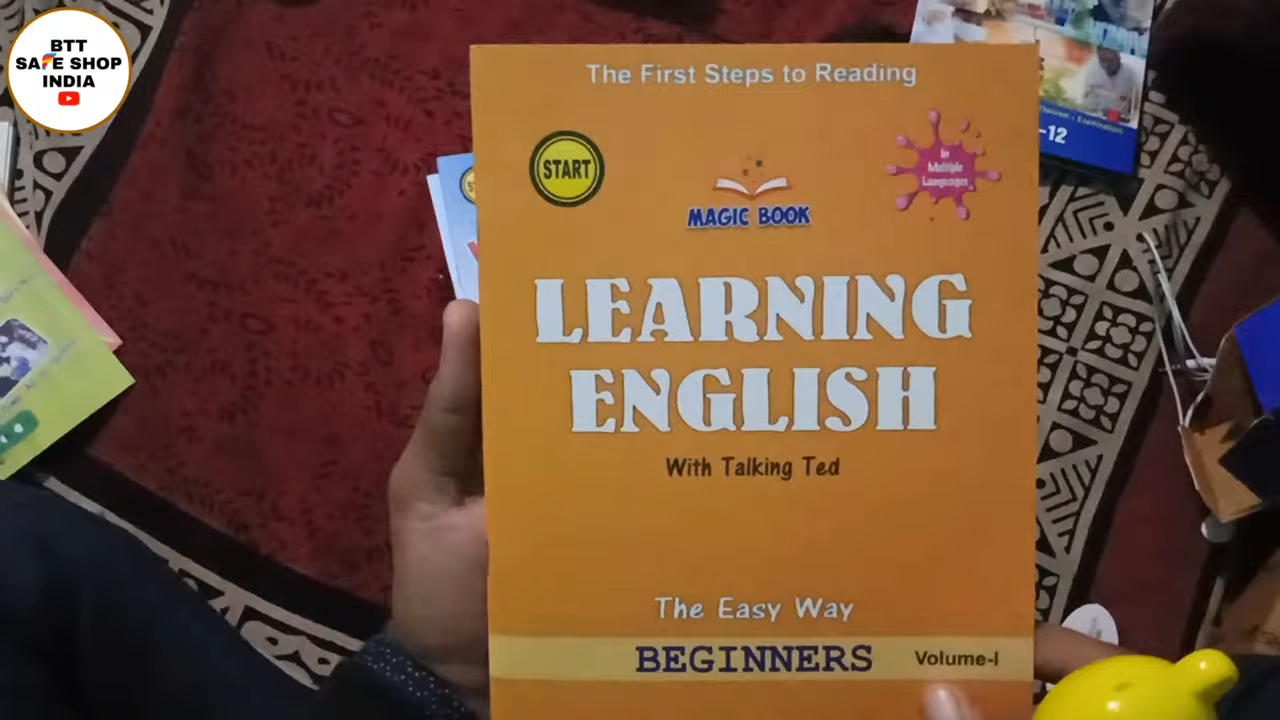 BTT
SAFE SHOP
INDIA
The First Steps to Reading
START
In
Multiple
Languages
MAGIC BOOK
LEARNING
ENGLISH
With Talking Ted
The Easy Way
BEGINNERS
Volume-I
-12